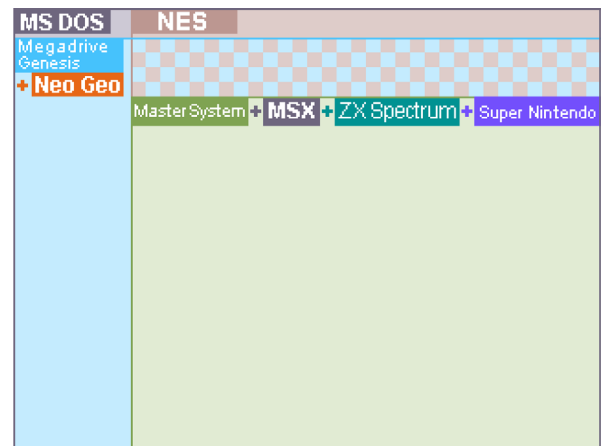 MS DOS
NES
Megadrive
Genesis
+ Neo Geo
Master System + MSX + ZX Spectrum + Super Nintendo